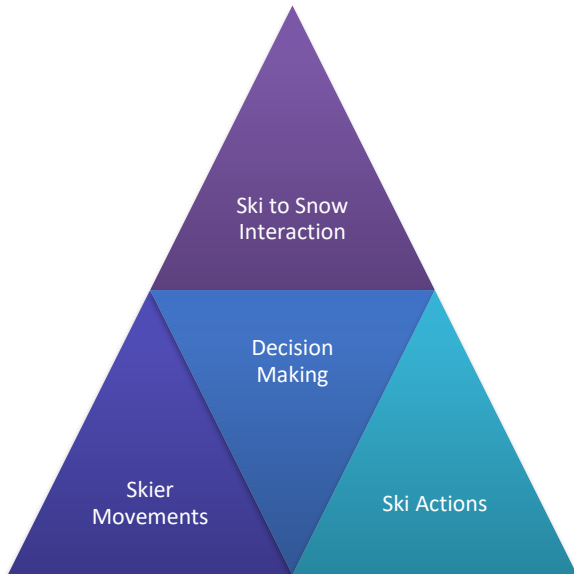 Ski to Snow
Interaction
Decision
Making
Skier
Movements
Ski Actions